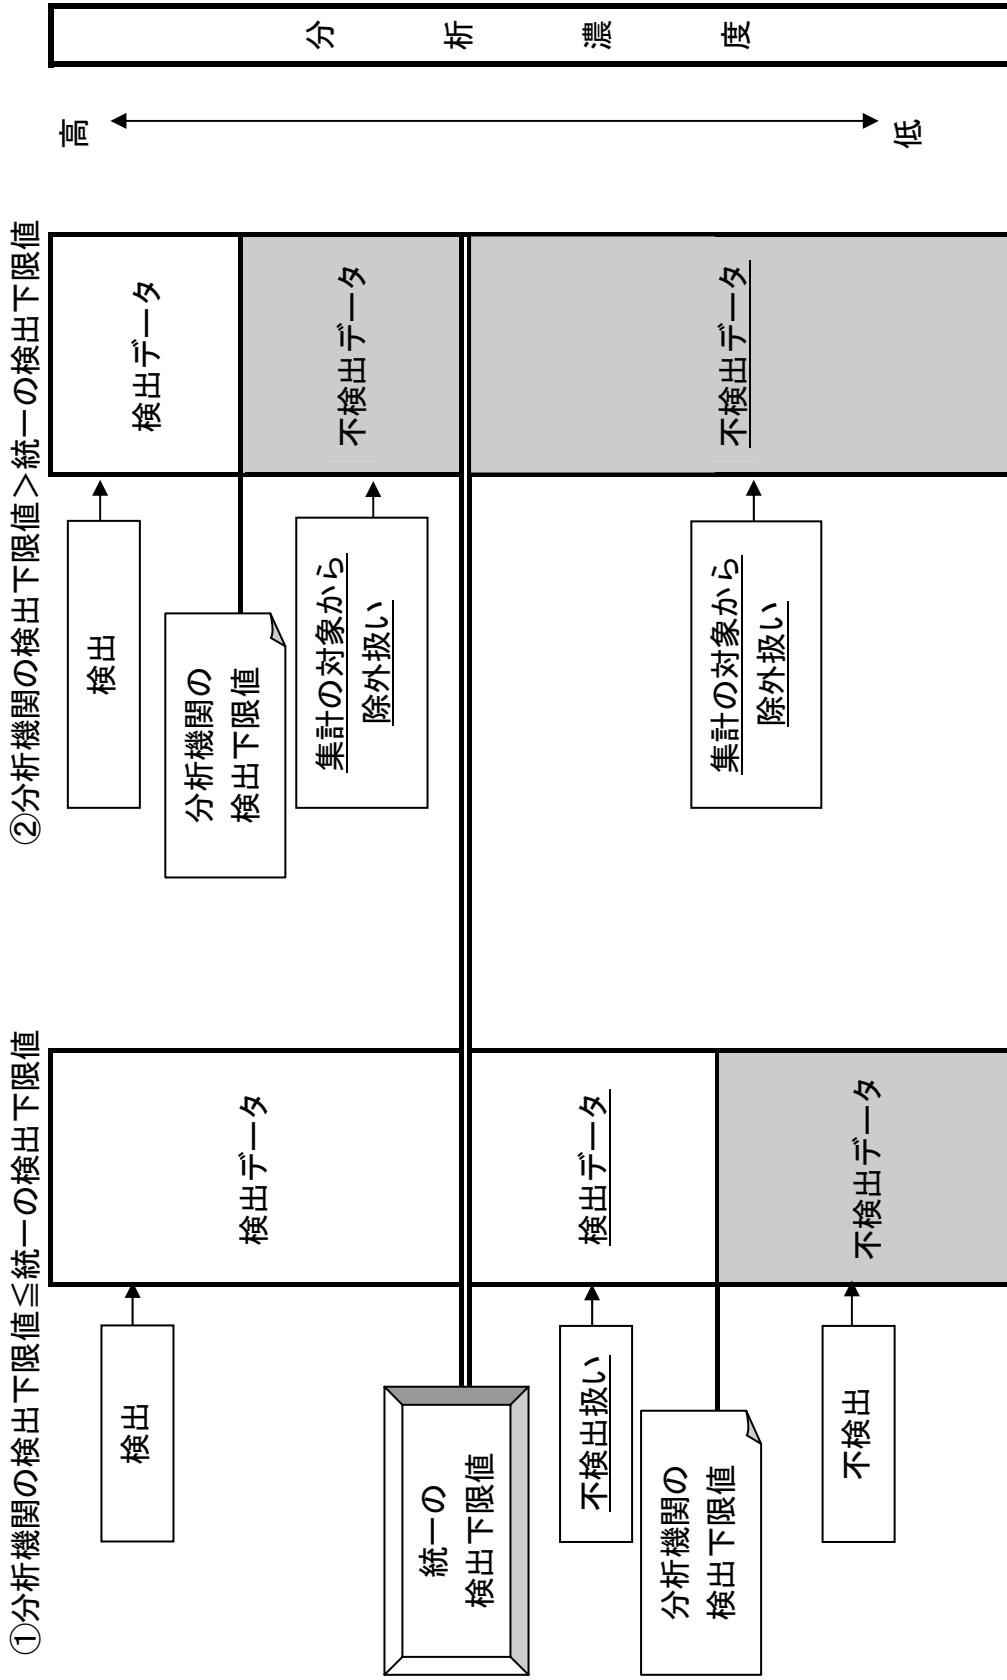 ①分析機関の検出下限値≦統一の検出下限値
検出
検出データ
統一の
検出下限値
不検出扱い
検出データ
分析機関の
検出下限値
不検出
不検出データ
②分析機関の検出下限値＞統一の検出下限値
検出
検出データ
分析機関の
検出下限値
集計の対象から
除外扱い
不検出データ
集計の対象から
除外扱い
不検出データ
高
低
分析濃度